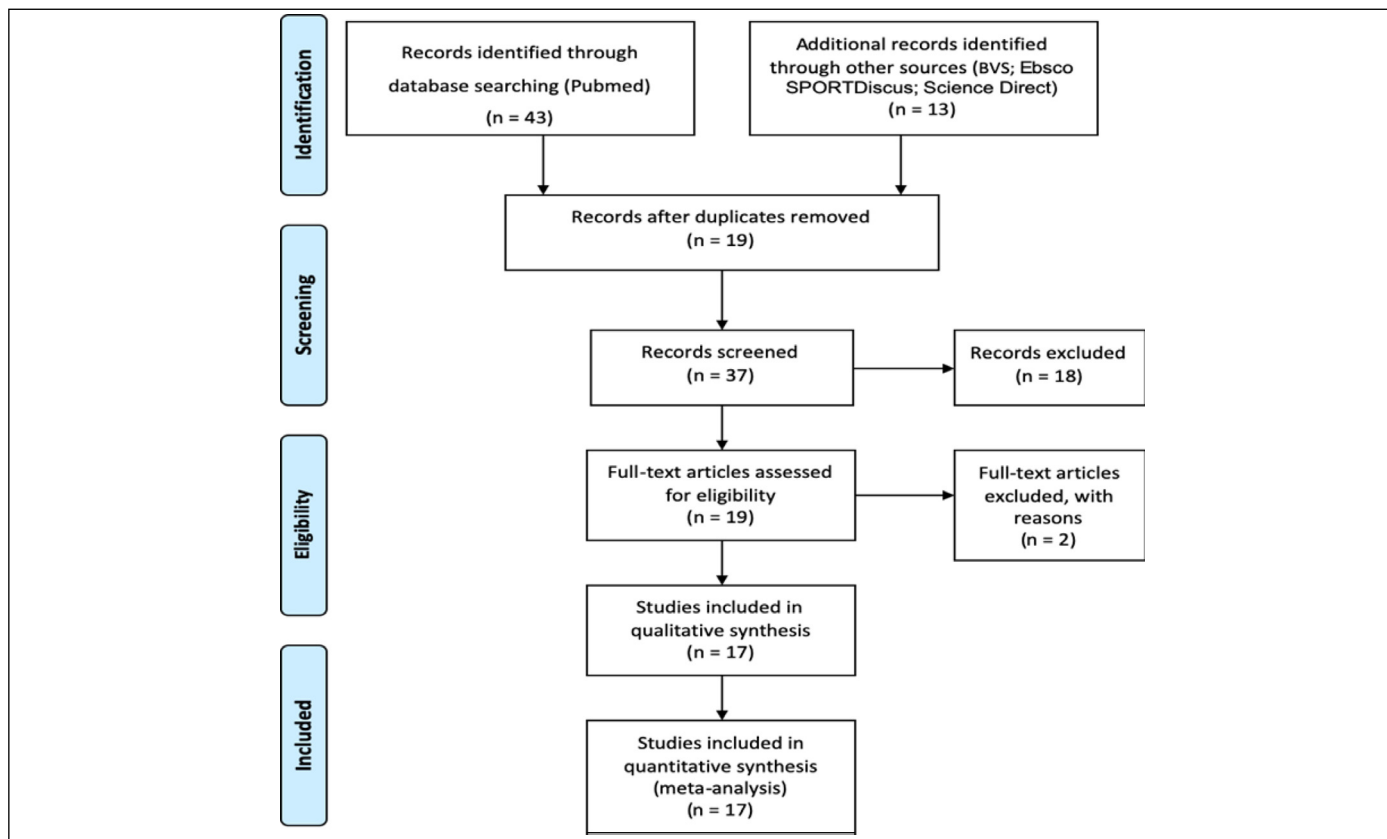 Identification
Records identified through
database searching (Pubmed)
(n = 43)
Additional records identified
through other sources (BVS; Ebsco
SPORTDiscus; Science Direct)
(n = 13)
Records after duplicates removed
(n = 19)
Screening
Records screened
(n = 37)
Records excluded
(n = 18)
Eligibility
Full-text articles assessed
for eligibility
(n = 19)
Full-text articles
excluded, with
reasons
(n = 2)
Studies included in
qualitative synthesis
(n = 17)
Included
Studies included in
quantitative synthesis
(meta-analysis)
(n = 17)